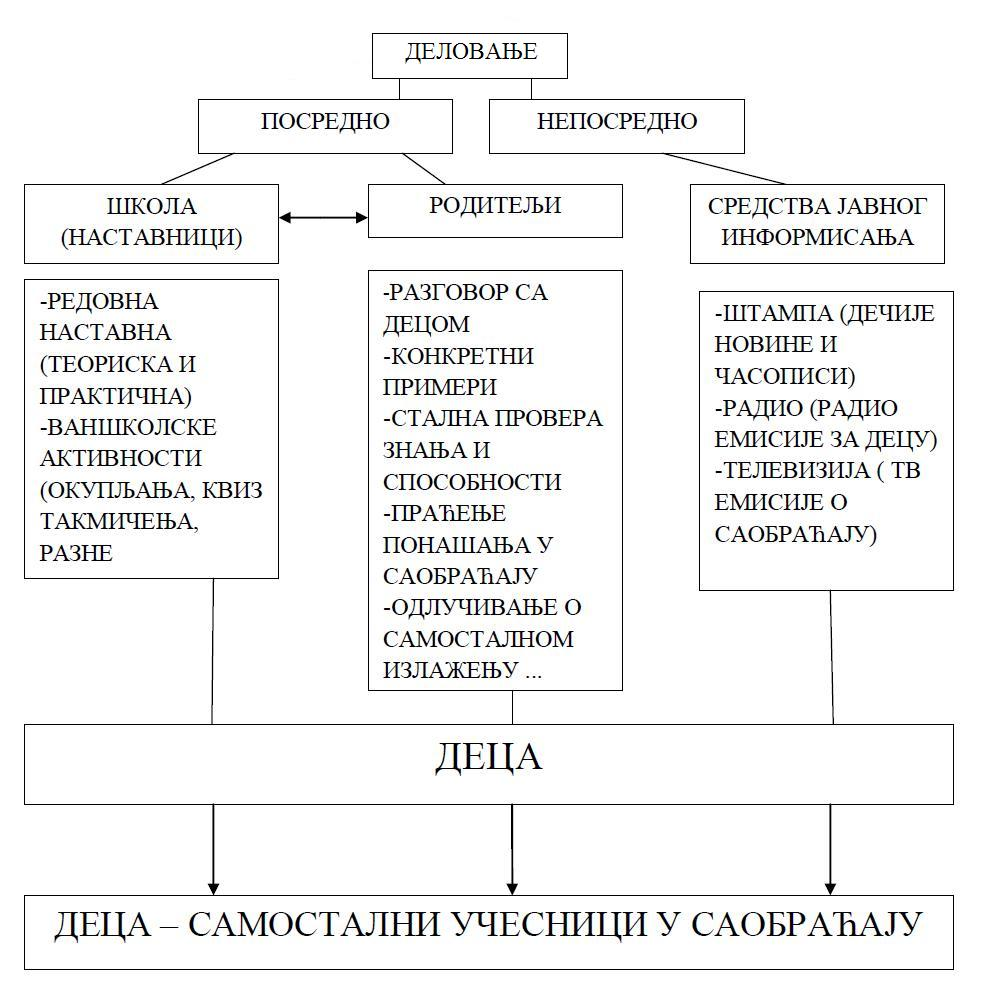 ДЕЛОВАЊЕ
ПОСРЕДНО
НЕПОСРЕДНО
ШКОЛА
(НАСТАВНИЦИ)
РОДИТЕЉИ
СРЕДСТВА ЈАВНОГ
ИНФОРМИСАЊА
-РЕДОВНА
НАСТАВНА
(ТЕОРИСКА И
ПРАКТИЧНА)
-ВАНШКОЛСКЕ
АКТИВНОСТИ
(ОКУПЉАЊА, КВИЗ
ТАКМИЧЕЊА,
РАЗНЕ
-РАЗГОВОР СА
ДЕЦОМ
-КОНКРЕТНИ
ПРИМЕРИ
-СТАЛНА ПРОВЕРА
ЗНАЊА И
СПОСОБНОСТИ
-ПРАЋЕЊЕ
ПОНАШАЊА У
САОБРАЋАЈУ
-ОДЛУЧИВАЊЕ О
САМОСТАЛНОМ
ИЗЛАЖЕЊУ ...
-ШТАМПА (ДЕЧИЈЕ
НОВИНЕ И
ЧАСОПИСИ)
-РАДИО (РАДИО
ЕМИСИЈЕ ЗА ДЕЦУ)
-ТЕЛЕВИЗИЈА ( ТВ
ЕМИСИЈЕ О
САОБРАЋАЈУ)
ДЕЦА
ДЕЦА – САМОСТАЛНИ УЧЕСНИЦИ У САОБРАЋАЈУ